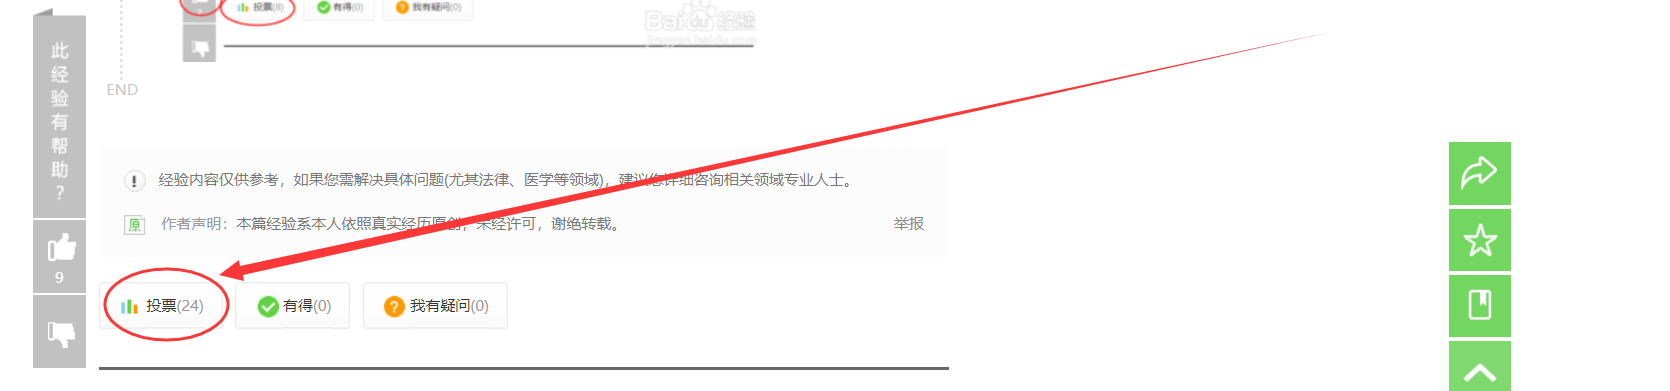 投票(8)
有得(0)
我有疑问(0)
Baidu 经验
jingyan.baidu.com
此经验有帮助?
END
经验内容仅供参考，如果您需解决具体问题(尤其法律、医学等领域)，建议您详细咨询相关领域专业人士。
原
作者声明：本篇经验系本人依照真实经历原创，未经许可，谢绝转载。
举报
9
投票(24)
有得(0)
我有疑问(0)